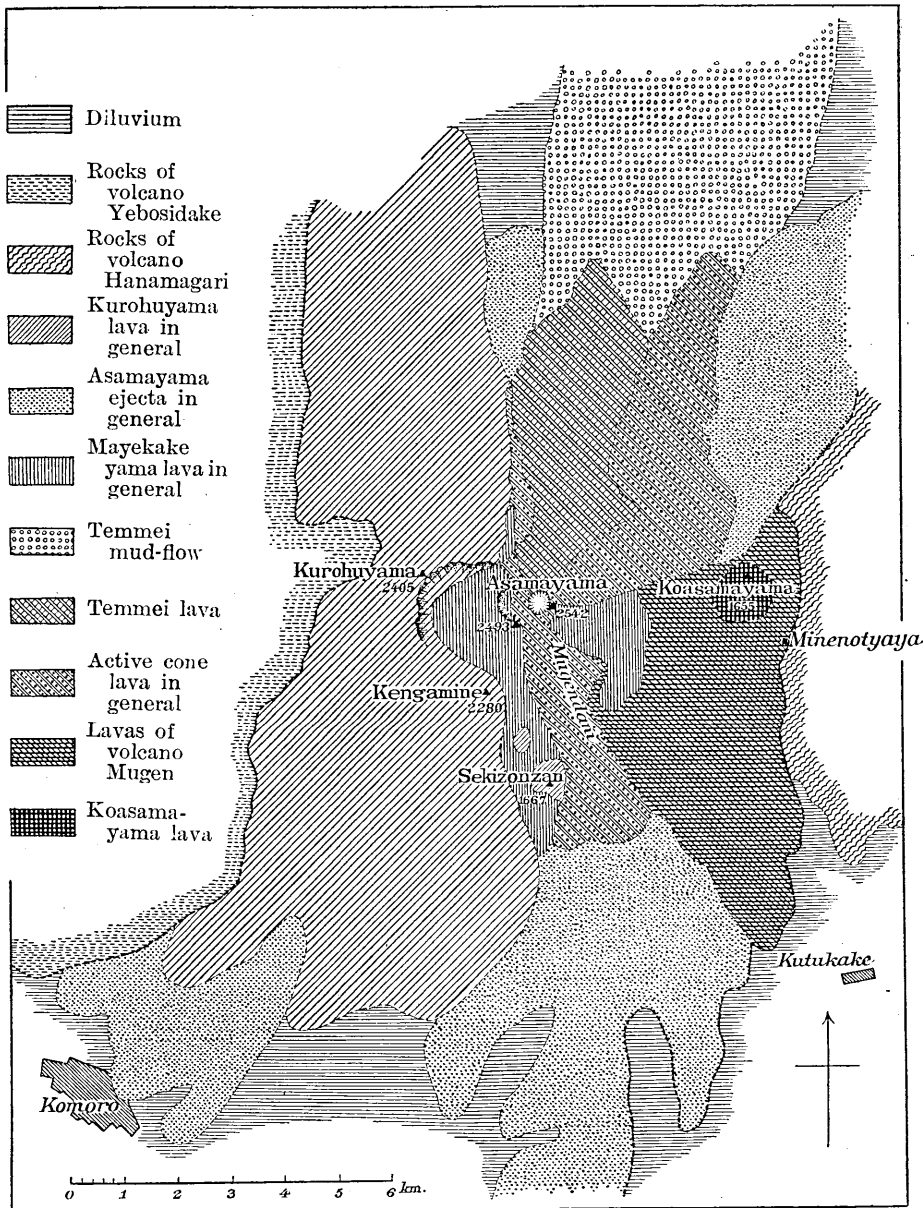 Diluvium
Rocks of
volcano
Yebosidake
Rocks of
volcano
Hanamagari
Kurohuyama
lava in
general
Asamayama
ejecta in
general
Mayekake
yama lava in
general
Temmei
mud-flow
Temmei lava
Active cone
lava in
general
Lavas of
volcano
Mugen
Koasama-
yama lava
Kurohuyama
2405
Asamayama
2542
2493
Koasamayama
1655
Minenotyaya
Mugendani
Kengamine
2280
Sekizonzan
1667
Kutukake
Komoro
0 1 2 3 4 5 6 km.